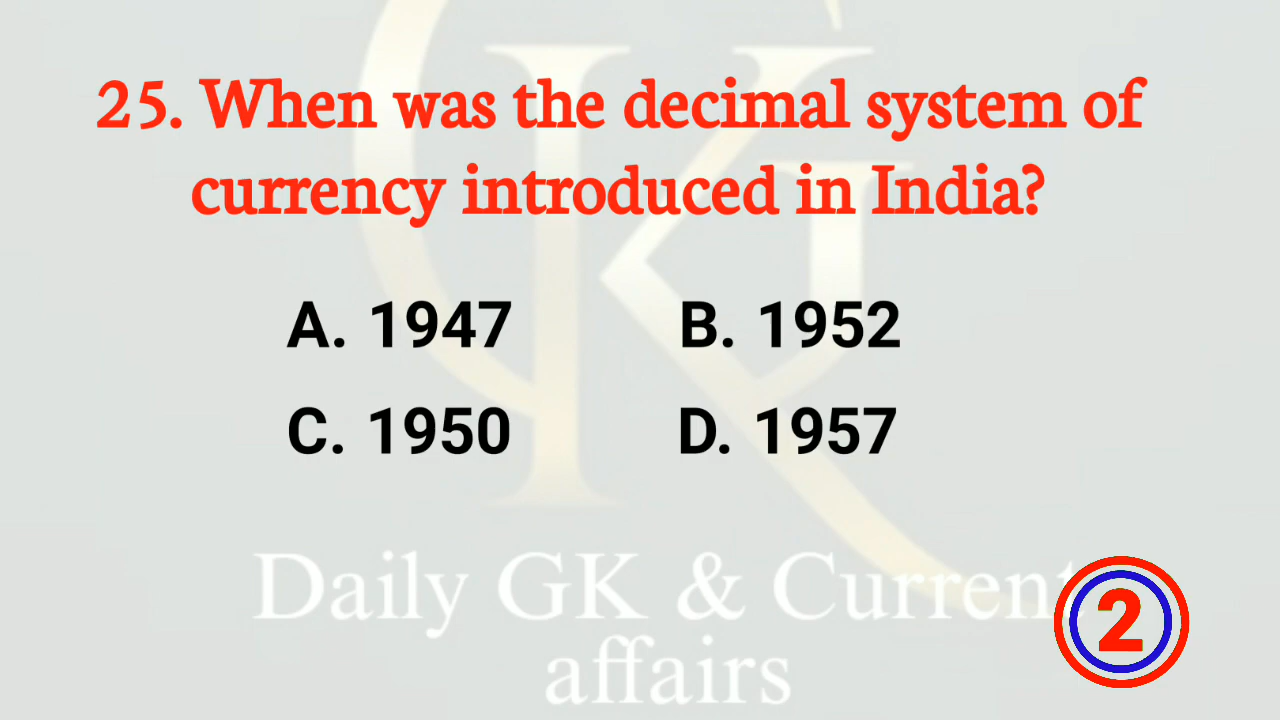 25. When was the decimal system of
currency introduced in India?
A. 1947 B. 1952
C. 1950 D. 1957
Daily GK & Current
affairs
2